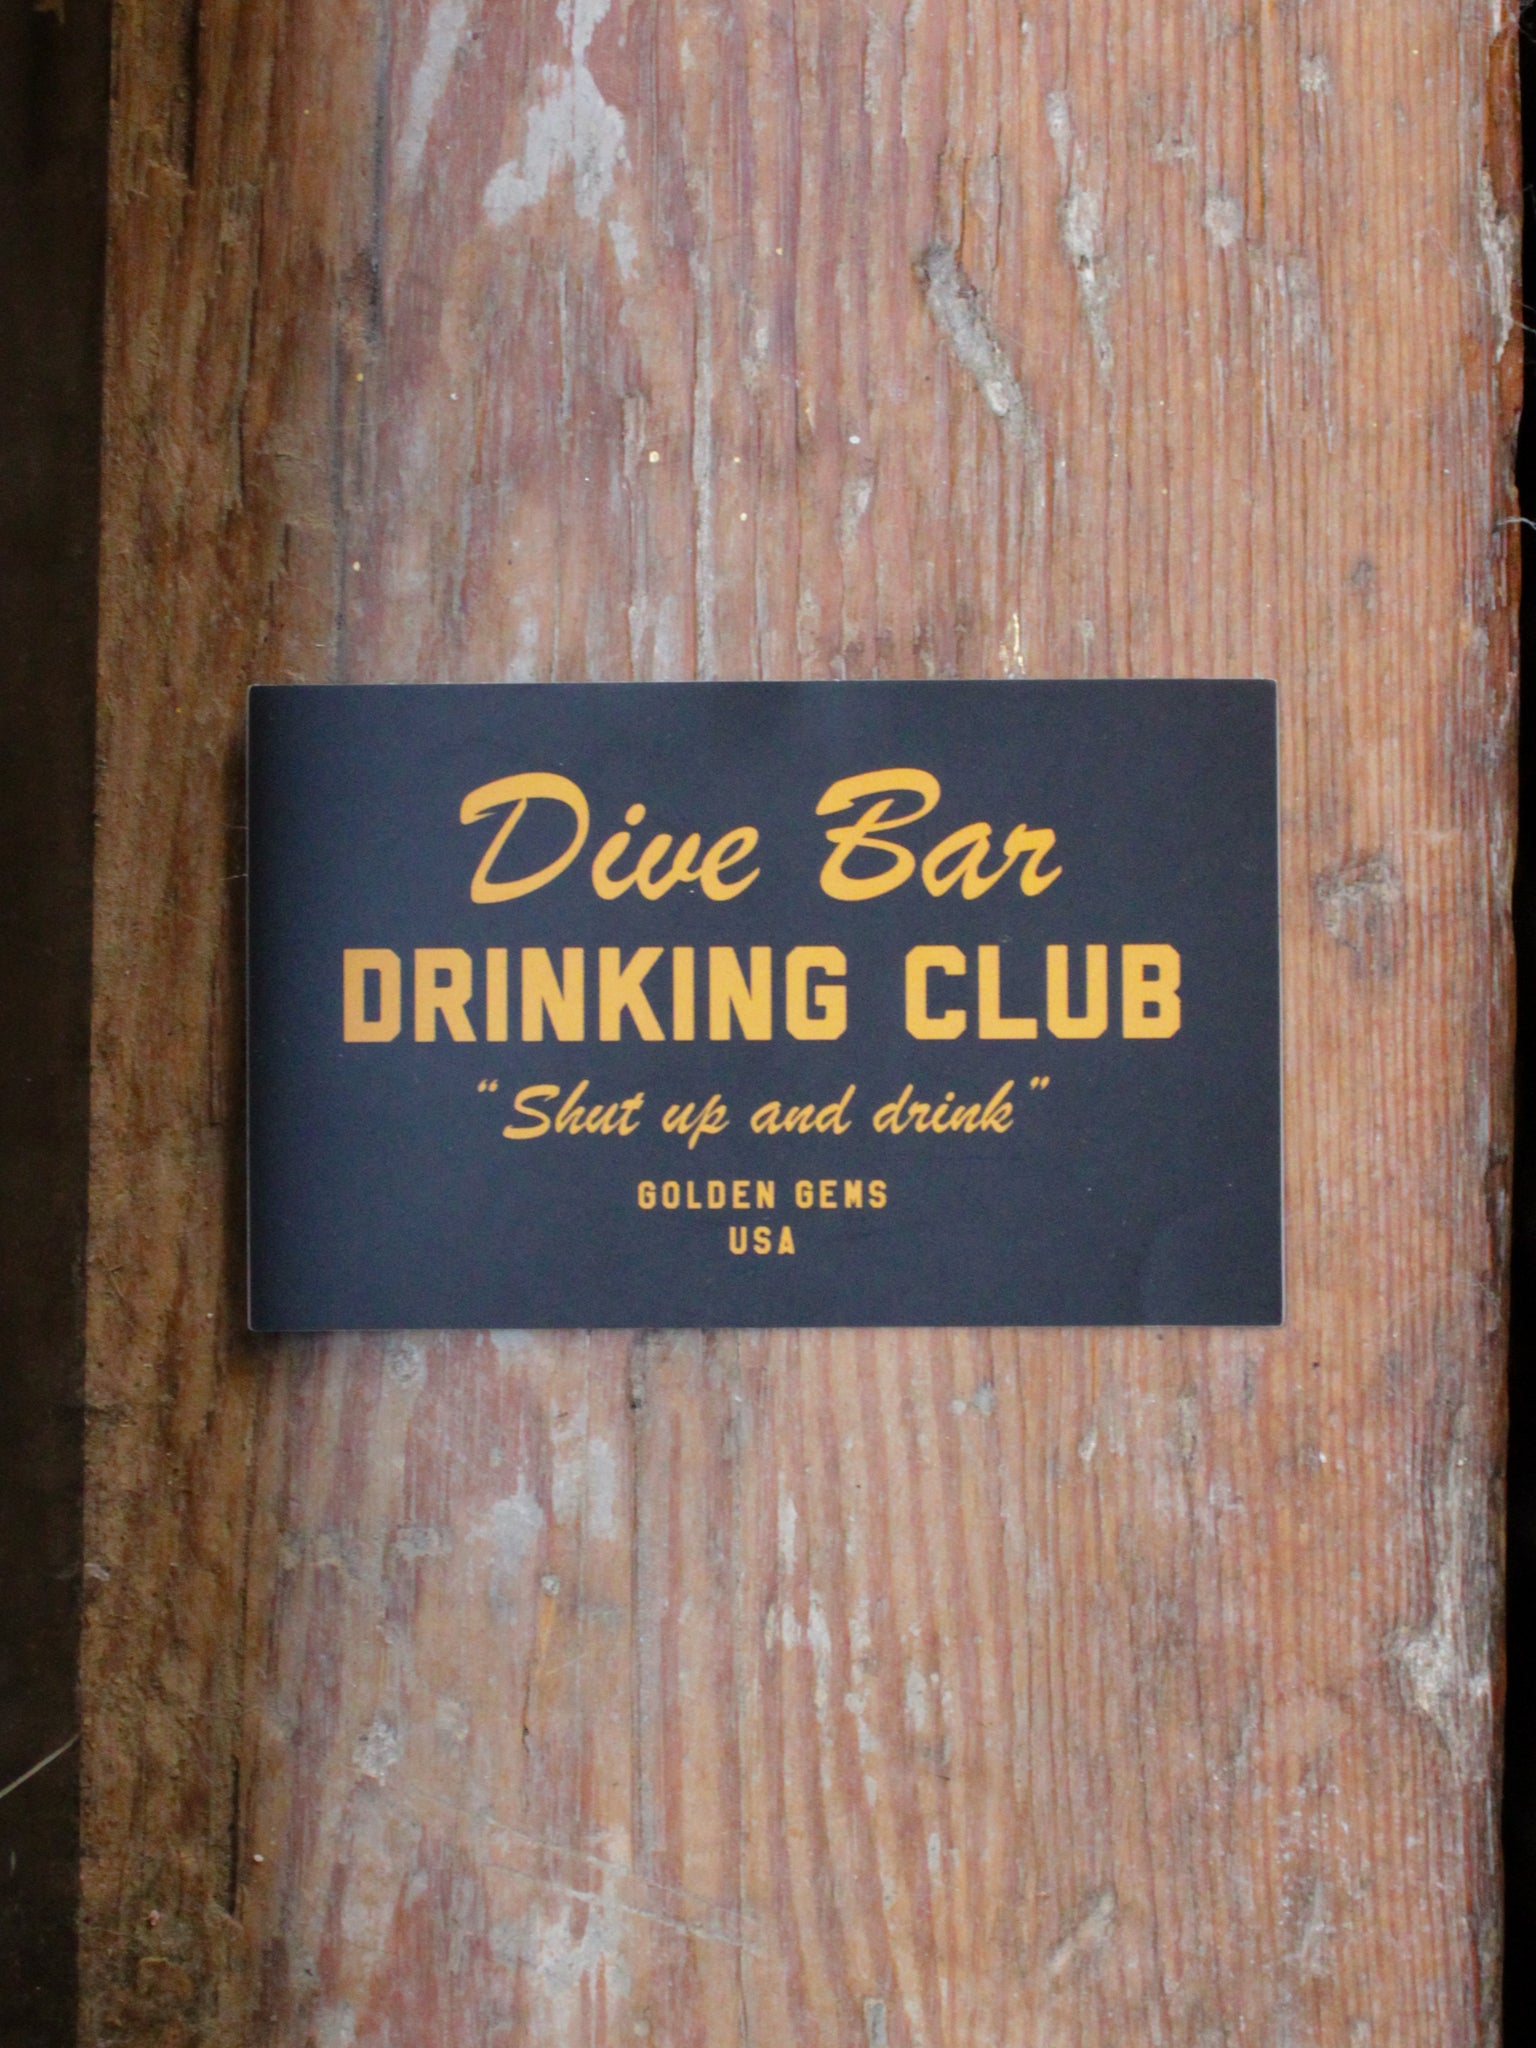 Dive Bar
DRINKING CLUB
“Shut up and drink”
GOLDEN GEMS
USA